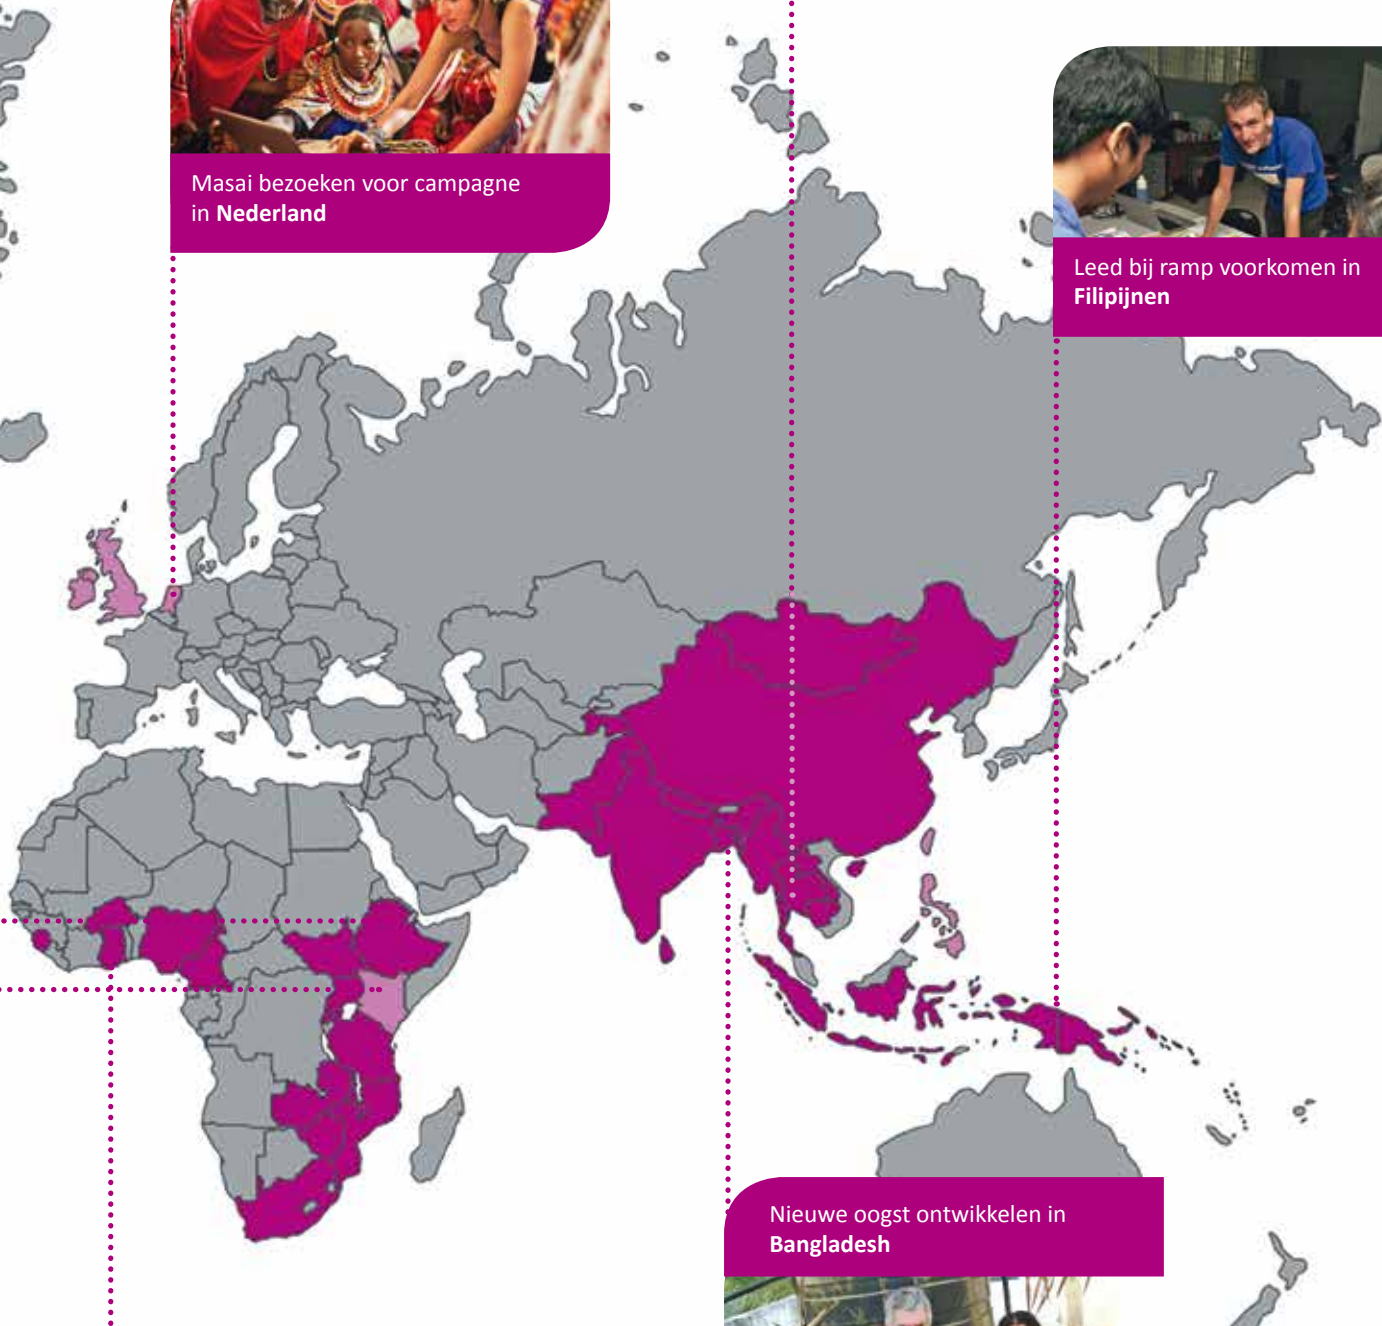 Masai bezoeken voor campagne
in Nederland
Leed bij ramp voorkomen in
Filipijnen
Nieuwe oogst ontwikkelen in
Bangladesh